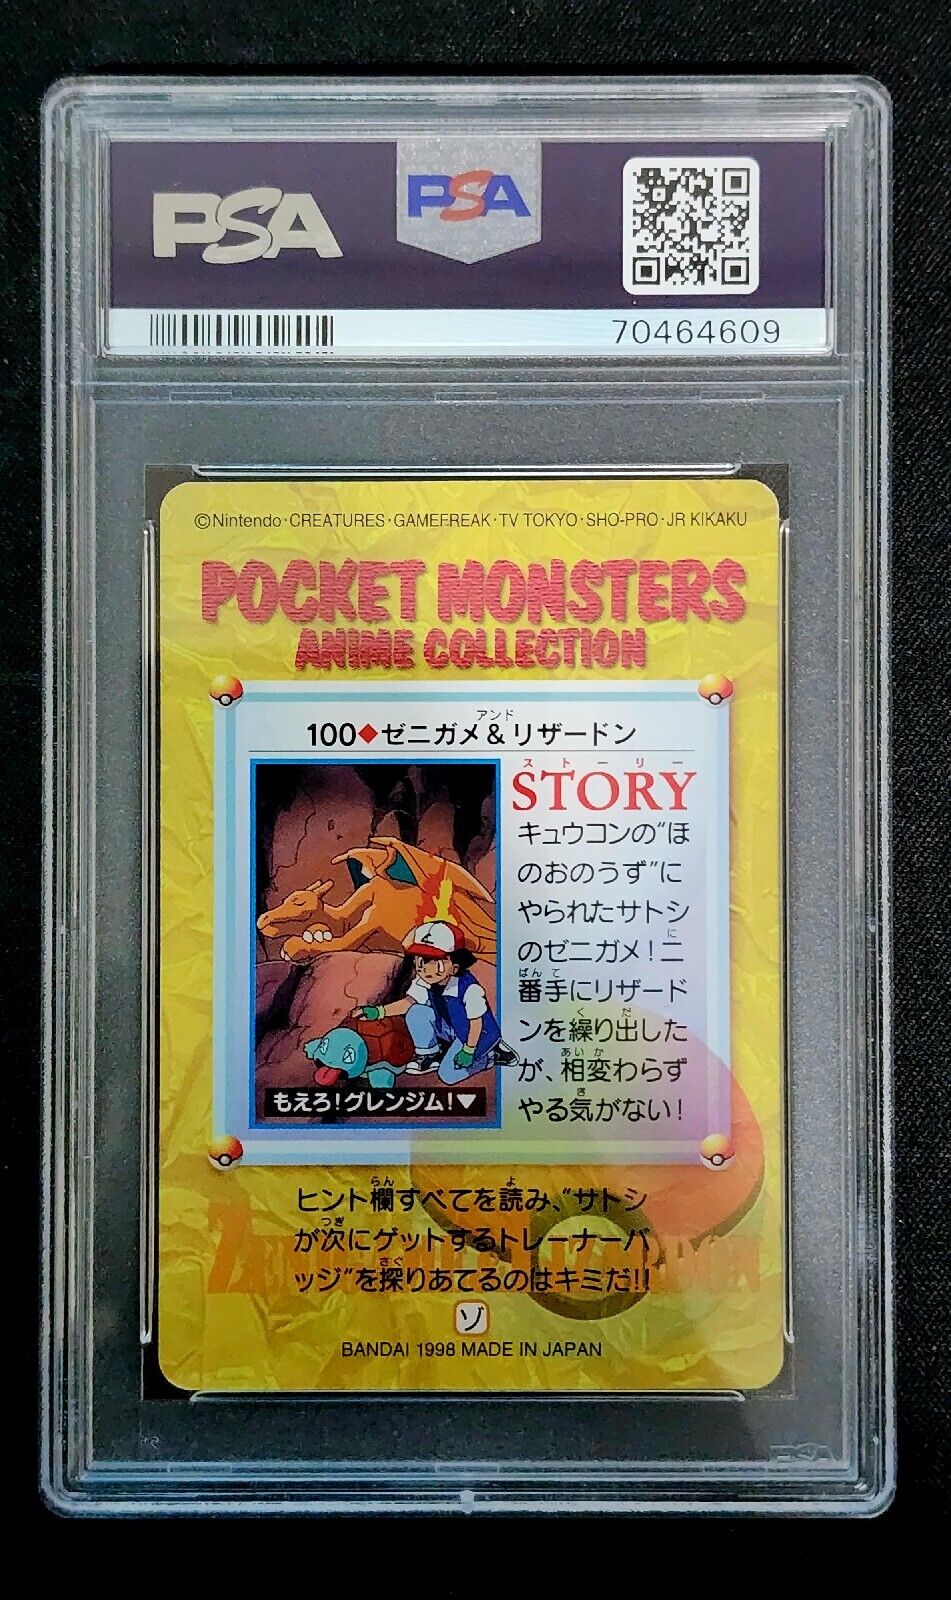 PSA
PSA
70464609
©Nintendo・CREATURES・GAMEFREAK・TV TOKYO・SHO-PRO・JR KIKAKU
POCKET MONSTERS
ANIME COLLECTION
アンド
100◆ゼニガメ&リザードン
ストーリー
STORY
キュウコンの"ほ
のおのうず"に
やられたサトシ
に
のゼニガメ!二
ばんて
番手にリザード
くだ
ンを繰り出した
あいか
が、相変わらず
き
やる気がない!
もえろ!グレンジム!▼
らん よ
ヒント欄すべてを読み、"サトシ
つぎ
が次にゲットするトレーナーバ
さぐ
ッジ"を探りあてるのはキミだ!!
ゾ
BANDAI 1998 MADE IN JAPAN
PSA